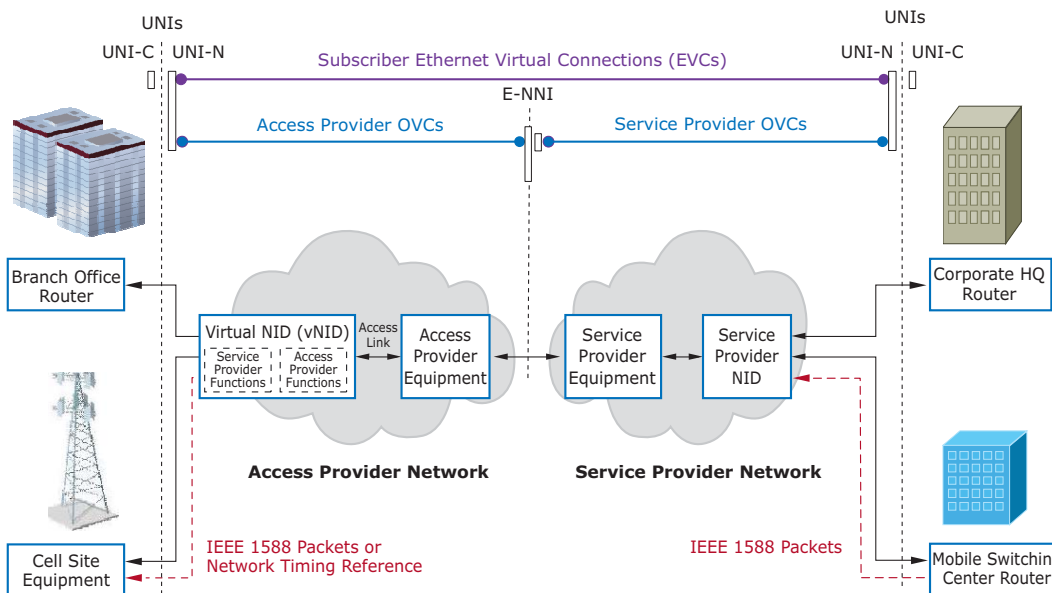 UNIs
UNIs
UNI-C
UNI-N
UNI-N
UNI-C
Subscriber Ethernet Virtual Connections (EVCs)
E-NNI
Access Provider OVCs
Service Provider OVCs
Branch Office
Router
Corporate HQ
Router
Virtual NID (vNID)
Service
Provider
Functions
Access
Provider
Functions
Access
Link
Access
Provider
Equipment
Service
Provider
Equipment
Service
Provider
NID
Access Provider Network
Service Provider Network
IEEE 1588 Packets or
Network Timing Reference
IEEE 1588 Packets
Cell Site
Equipment
Mobile Switchin
Center Router